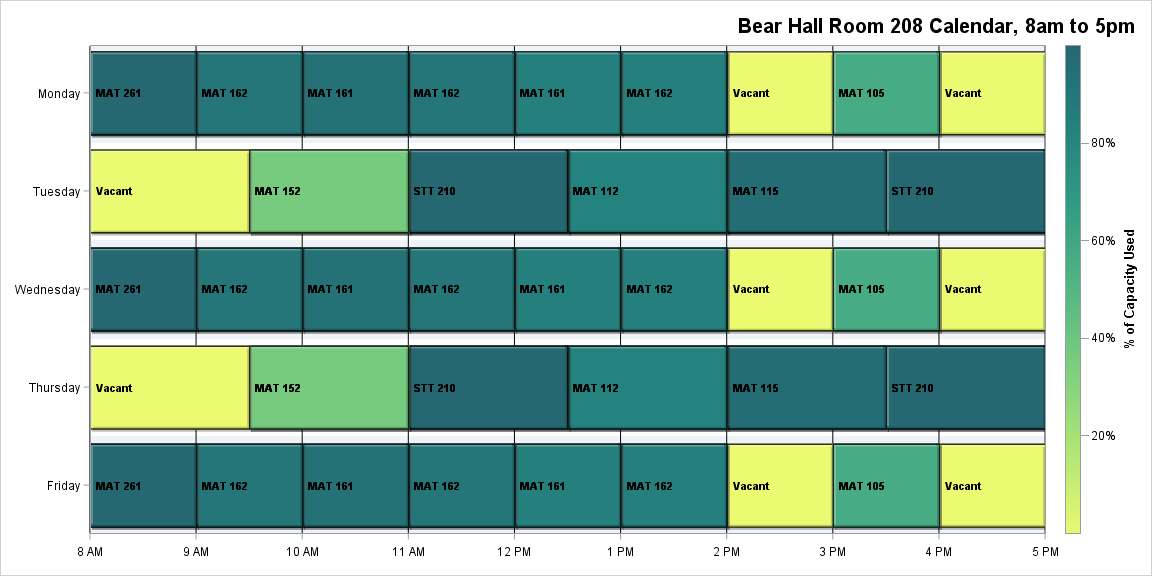 Bear Hall Room 208 Calendar, 8am to 5pm
Monday MAT 261 MAT 162 MAT 161 MAT 162 MAT 161 MAT 162 Vacant MAT 105 Vacant
80%
Tuesday Vacant MAT 152 STT 210 MAT 112 MAT 115 STT 210
60%
% of Capacity Used
Wednesday MAT 261 MAT 162 MAT 161 MAT 162 MAT 161 MAT 162 Vacant MAT 105 Vacant
40%
Thursday Vacant MAT 152 STT 210 MAT 112 MAT 115 STT 210
20%
Friday MAT 261 MAT 162 MAT 161 MAT 162 MAT 161 MAT 162 Vacant MAT 105 Vacant
8 AM 9 AM 10 AM 11 AM 12 PM 1 PM 2 PM 3 PM 4 PM 5 PM